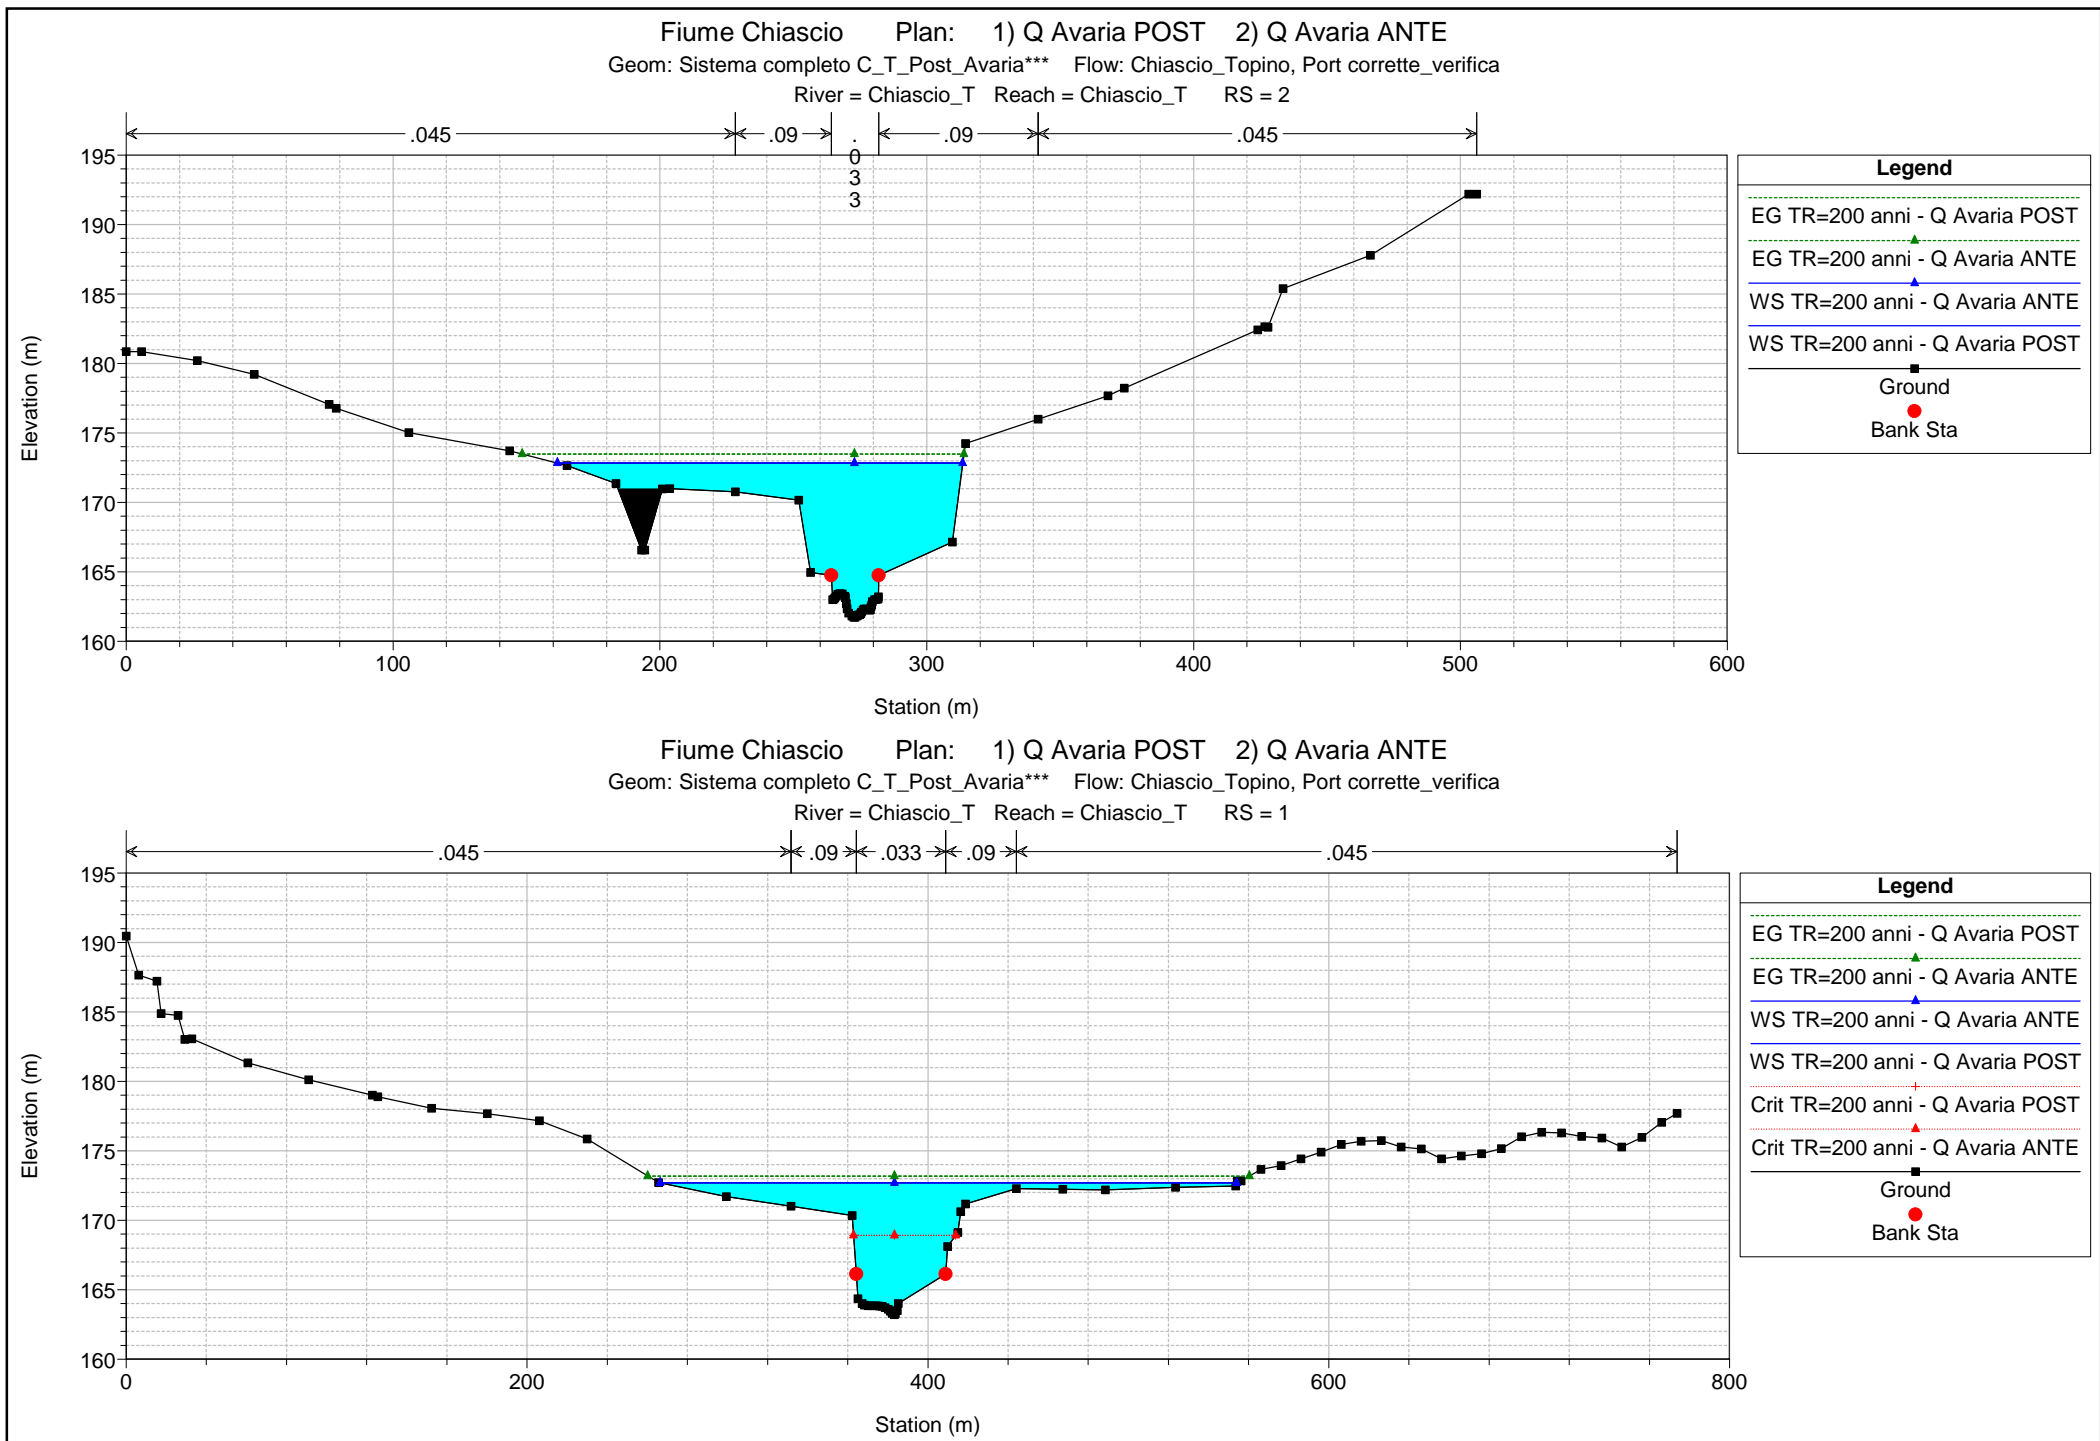 Fiume Chiascio Plan: 1) Q Avaria POST 2) Q Avaria ANTE
Geom: Sistema completo C_T_Post_Avaria*** Flow: Chiascio_Topino, Port corrette_verifica
River = Chiascio_T Reach = Chiascio_T RS = 2
.045 .09 .033 .09 .045
195
190
185
180
175
170
165
160
Elevation (m)
0 100 200 300 400 500 600
Station (m)
Legend
EG TR=200 anni - Q Avaria POST
EG TR=200 anni - Q Avaria ANTE
WS TR=200 anni - Q Avaria ANTE
WS TR=200 anni - Q Avaria POST
Ground
Bank Sta
Fiume Chiascio Plan: 1) Q Avaria POST 2) Q Avaria ANTE
Geom: Sistema completo C_T_Post_Avaria*** Flow: Chiascio_Topino, Port corrette_verifica
River = Chiascio_T Reach = Chiascio_T RS = 1
.045 .09 .033 .09 .045
195
190
185
180
175
170
165
160
Elevation (m)
0 200 400 600 800
Station (m)
Legend
EG TR=200 anni - Q Avaria POST
EG TR=200 anni - Q Avaria ANTE
WS TR=200 anni - Q Avaria ANTE
WS TR=200 anni - Q Avaria POST
Crit TR=200 anni - Q Avaria POST
Crit TR=200 anni - Q Avaria ANTE
Ground
Bank Sta